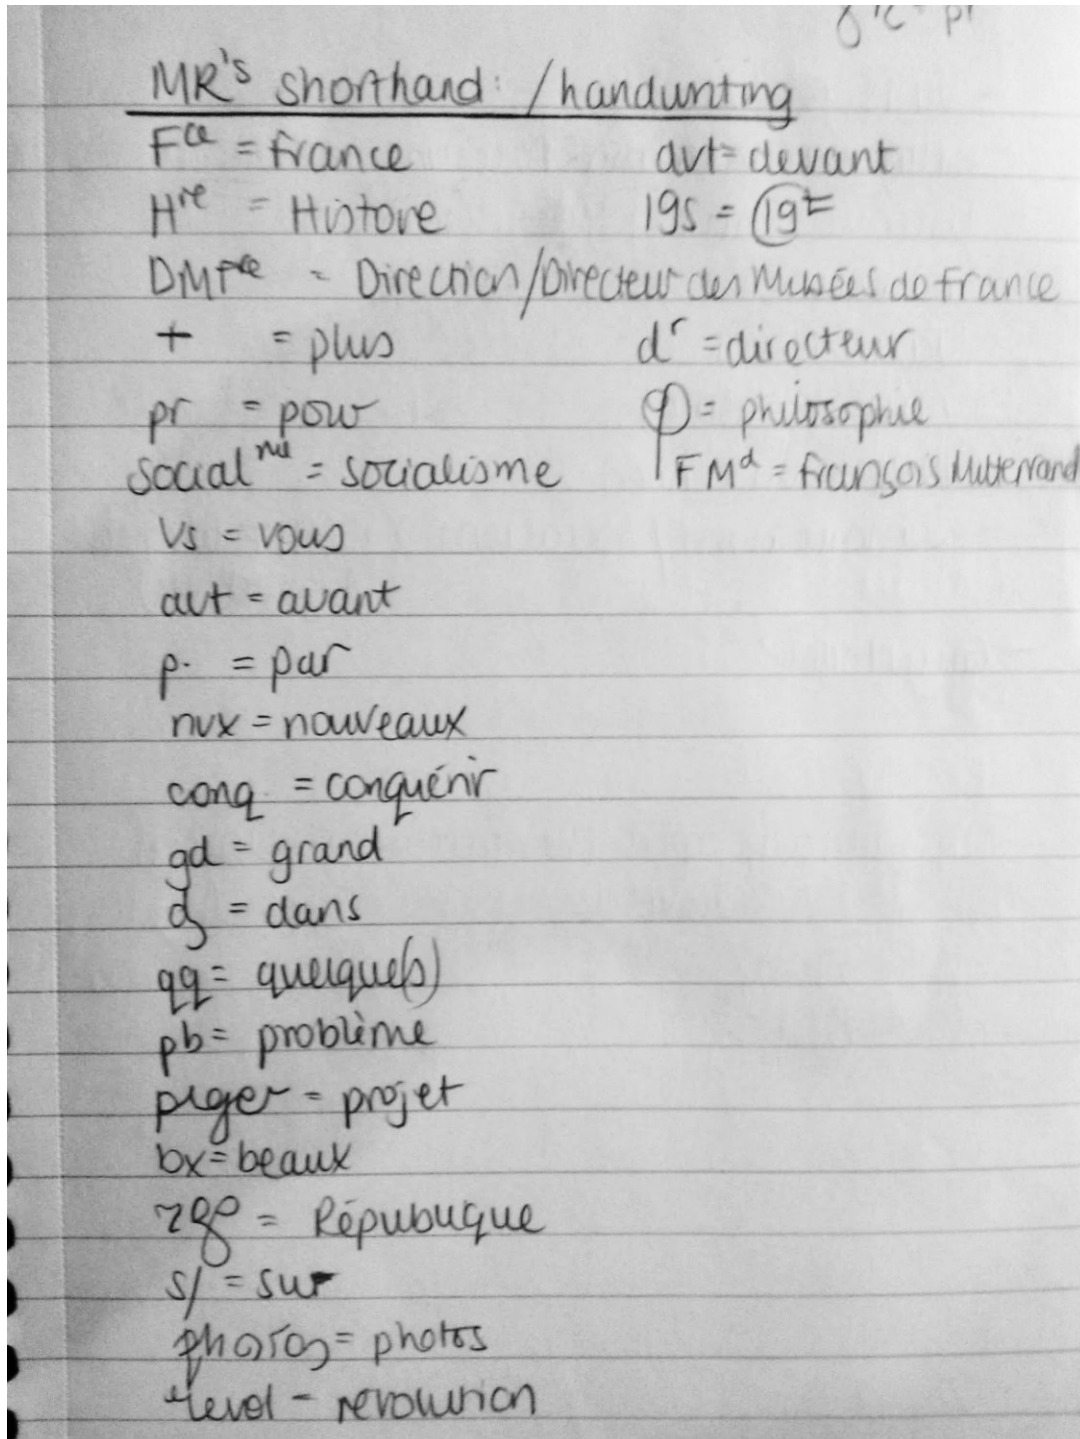 MR's shorthand: /handwriting
Fce = France    dvt = devant
Hre = Histoire    19s = 19e
DMFce = Direction/Directeur des Musées de France
+ = plus    dr = directeur
pr = pour    φ = philosophie
socialme = socialisme    FMd = François Mitterrand
vs = vous
avt = avant
p. = par
nvx = nouveaux
conq. = conquérir
gd = grand
ds = dans
qq = quelque(s)
pb = problème
= projet
bx = beaux
= République
s/ = sur
photos = photos
revol = revolution